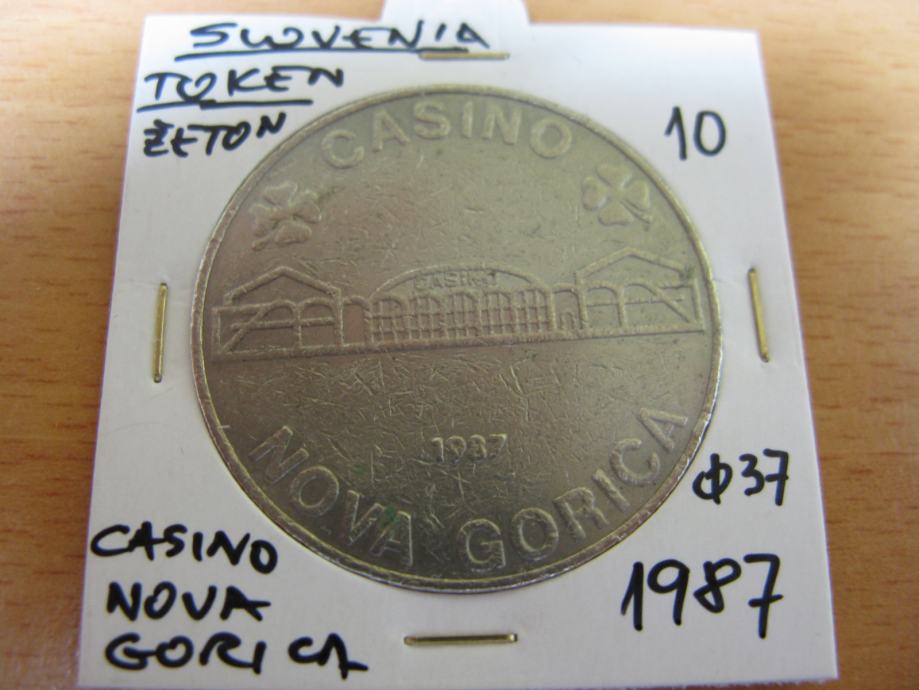 SLOVENIA
TOKEN
ŽETON
10
CASINO
CASINO
1987
NOVA GORICA
Φ37
1987
CASINO
NOVA
GORICA